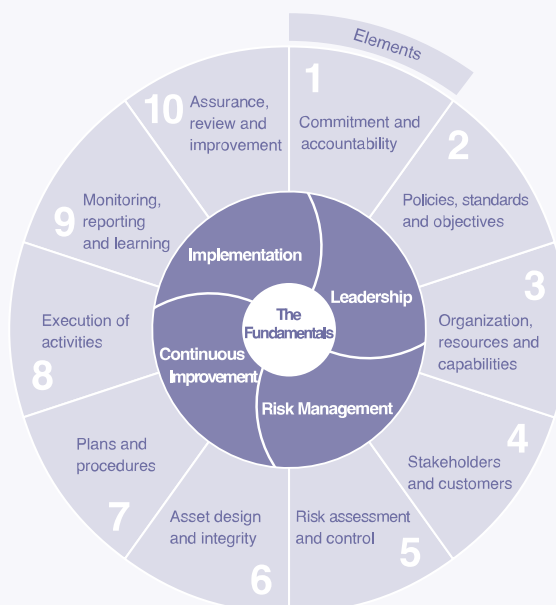 Elements
1
Commitment and
accountability
2
Policies, standards
and objectives
3
Organization,
resources and
capabilities
4
Stakeholders
and customers
5
Risk assessment
and control
6
Asset design
and integrity
7
Plans and
procedures
8
Execution of
activities
9
Monitoring,
reporting
and learning
10
Assurance,
review and
improvement
The
Fundamentals
Leadership
Risk Management
Continuous
Improvement
Implementation